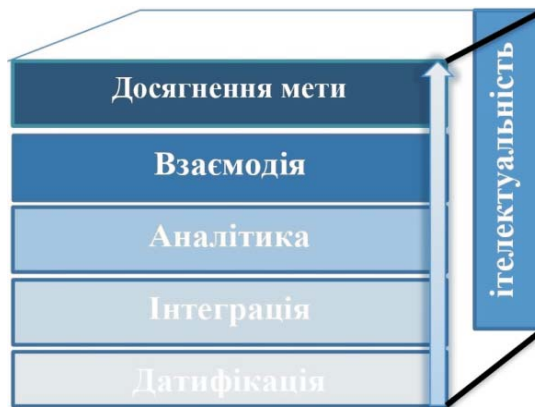 Досягнення мети
Взаємодія
Аналітика
Інтеграція
Датифікація
ітелектуальність